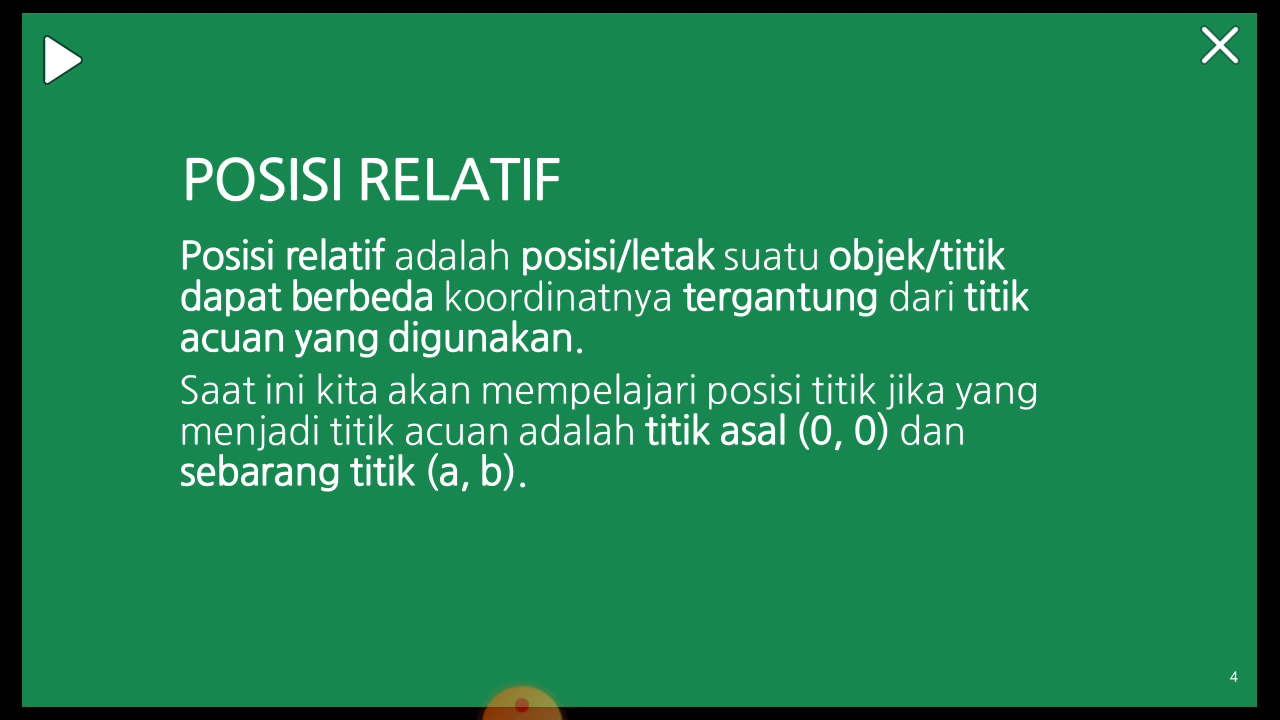 POSISI RELATIF
Posisi relatif adalah posisi/letak suatu objek/titik
dapat berbeda koordinatnya tergantung dari titik
acuan yang digunakan.
Saat ini kita akan mempelajari posisi titik jika yang
menjadi titik acuan adalah titik asal (0, 0) dan
sebarang titik (a, b).
4